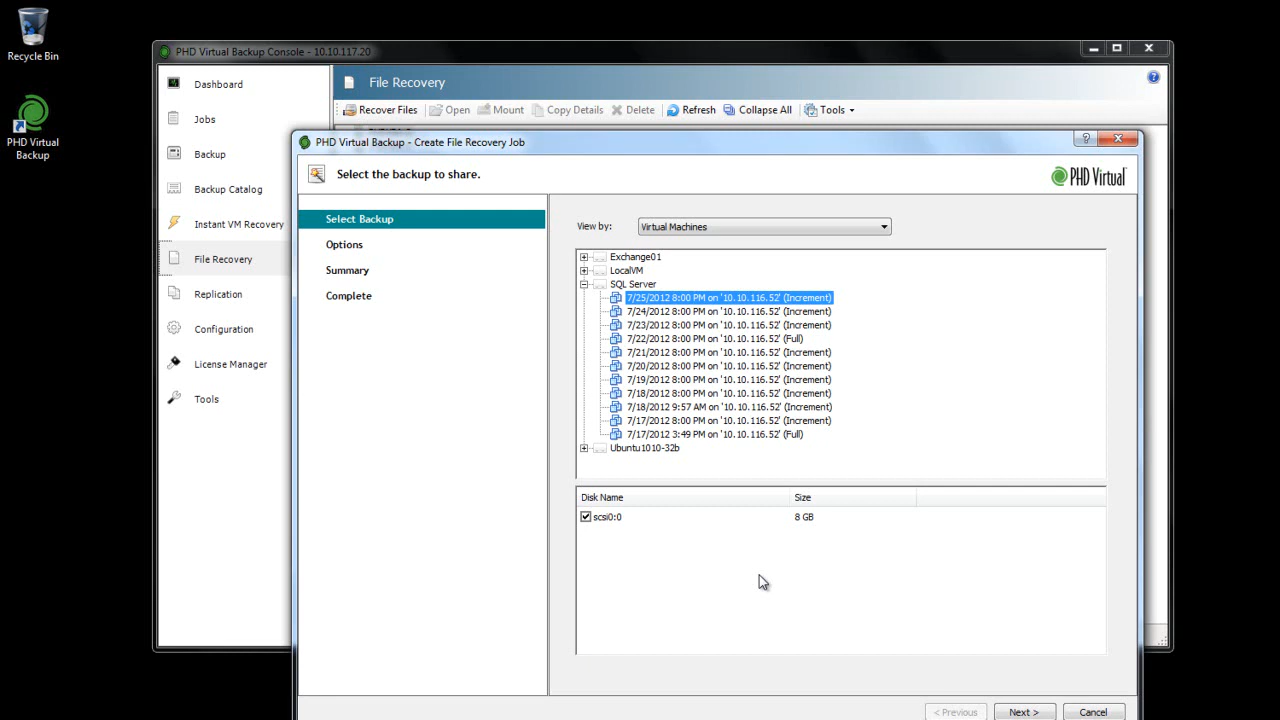 Recycle Bin
PHD Virtual
Backup
PHD Virtual Backup Console - 10.10.117.20
Dashboard
Jobs
Backup
Backup Catalog
Instant VM Recovery
File Recovery
Replication
Configuration
License Manager
Tools
File Recovery
Recover Files Open Mount Copy Details Delete Refresh Collapse All Tools
PHD Virtual Backup - Create File Recovery Job
Select the backup to share.
PHD Virtual
Select Backup
Options
Summary
Complete
View by: Virtual Machines
Exchange01
LocalVM
SQL Server
7/25/2012 8:00 PM on '10.10.116.52' (Increment)
7/24/2012 8:00 PM on '10.10.116.52' (Increment)
7/23/2012 8:00 PM on '10.10.116.52' (Increment)
7/22/2012 8:00 PM on '10.10.116.52' (Full)
7/21/2012 8:00 PM on '10.10.116.52' (Increment)
7/20/2012 8:00 PM on '10.10.116.52' (Increment)
7/19/2012 8:00 PM on '10.10.116.52' (Increment)
7/18/2012 8:00 PM on '10.10.116.52' (Increment)
7/18/2012 9:57 AM on '10.10.116.52' (Increment)
7/17/2012 8:00 PM on '10.10.116.52' (Increment)
7/17/2012 3:49 PM on '10.10.116.52' (Full)
Ubuntu1010-32b
Disk Name Size
scsi0:0 8 GB
< Previous Next > Cancel